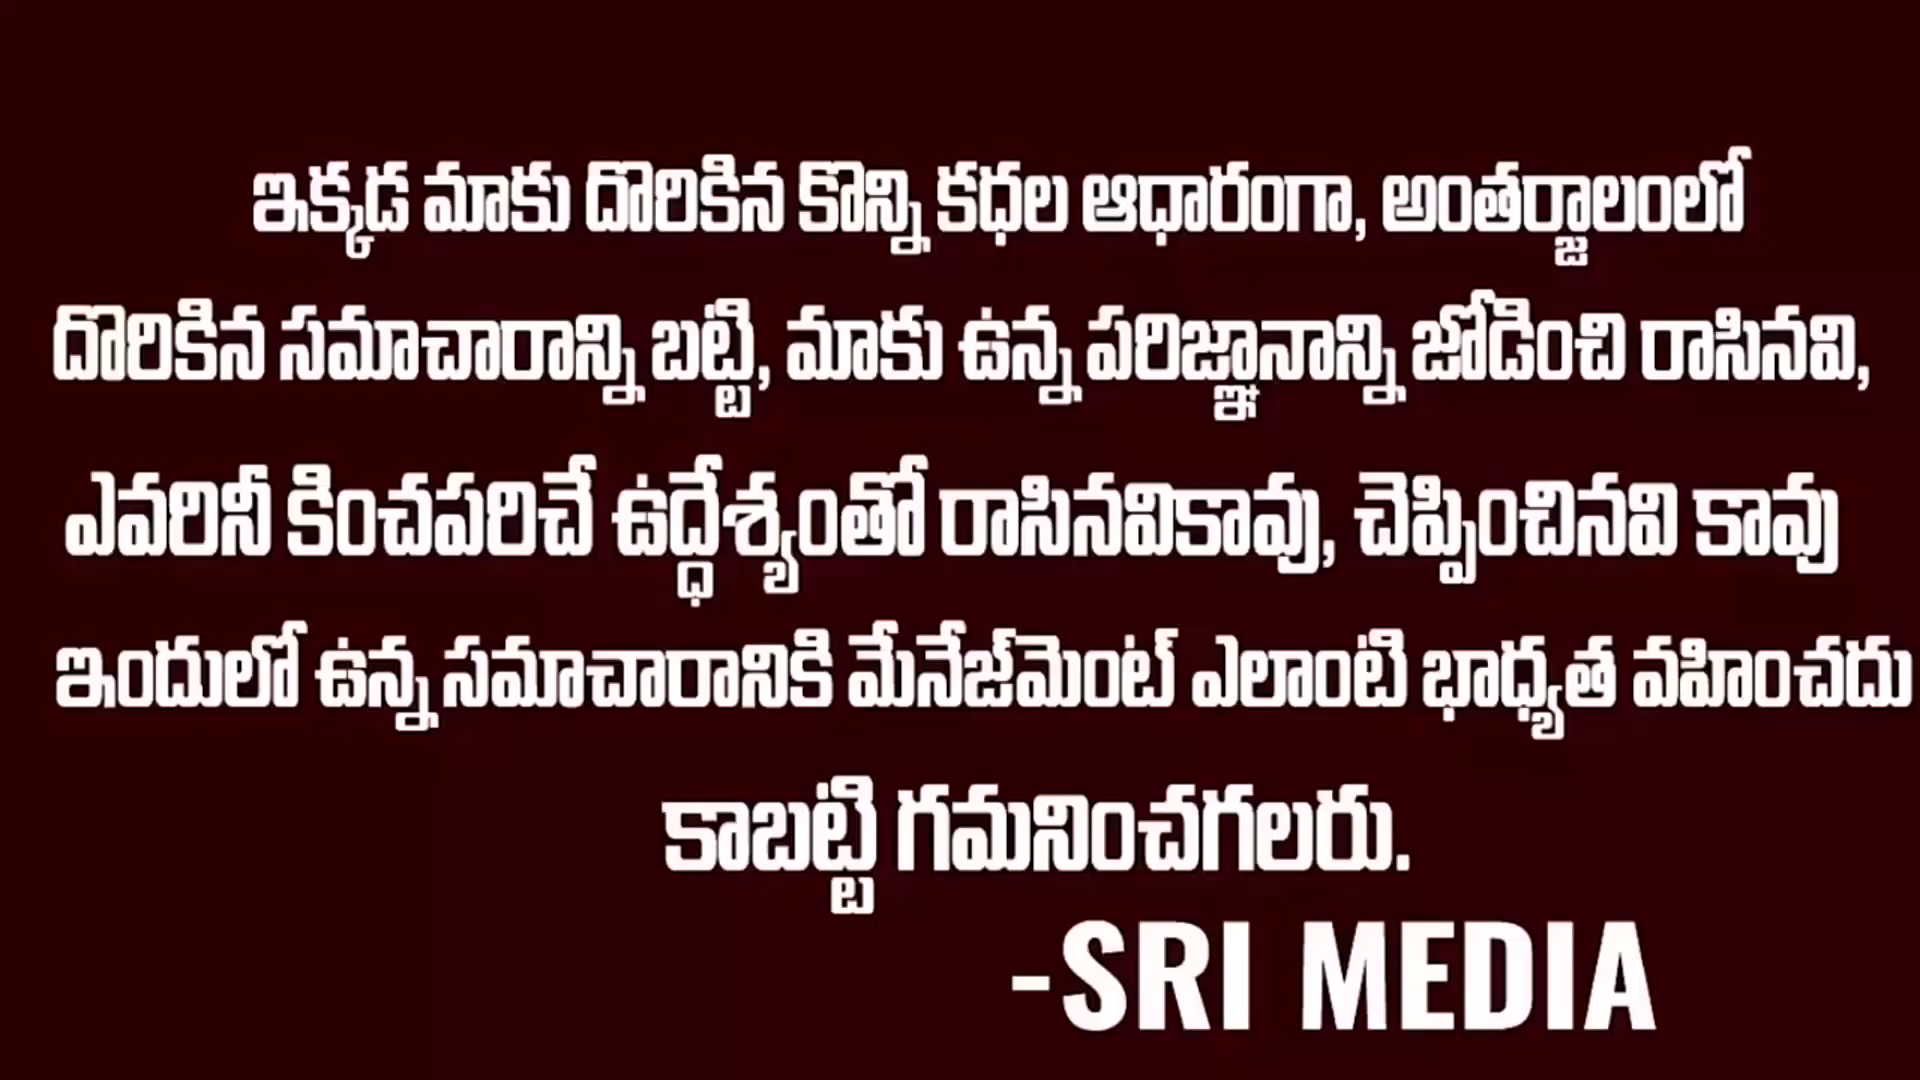 ఇక్కడ మాకు దొరికిన కొన్ని కధల ఆధారంగా, అంతర్జాలంలో
దొరికిన సమాచారాన్ని బట్టి, మాకు ఉన్న పరిజ్ఞానాన్ని జోడించి రాసినవి,
ఎవరినీ కించపరిచే ఉద్ధేశ్యంతో రాసినవికావు, చెప్పించినవి కావు
ఇందులో ఉన్న సమాచారానికి మేనేజ్‌మెంట్ ఎలాంటి భాధ్యత వహించదు
కాబట్టి గమనించగలరు.
-SRI MEDIA